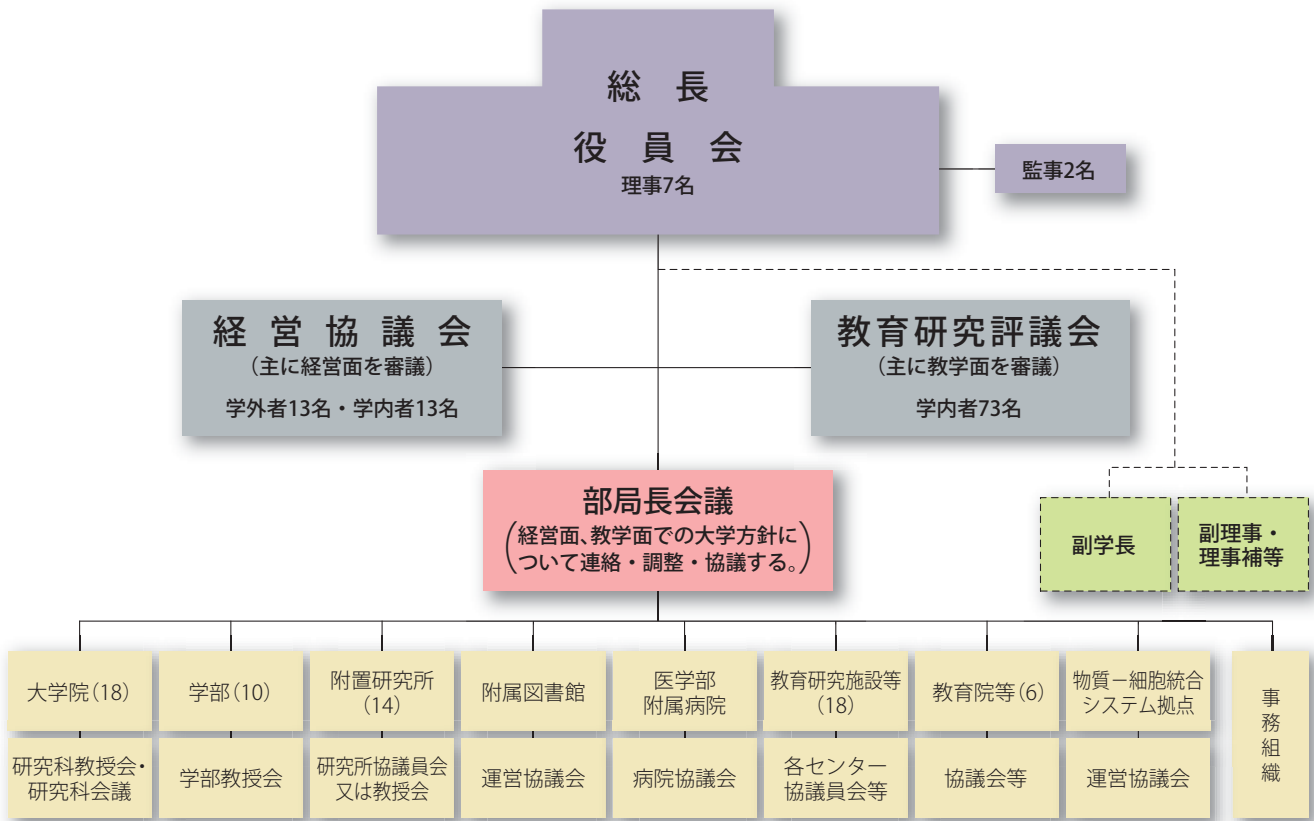 総長
役員会
理事7名
監事2名
経営協議会
(主に経営面を審議)
学外者13名・学内者13名
教育研究評議会
(主に教学面を審議)
学内者73名
部局長会議
(経営面、教学面での大学方針に
ついて連絡・調整・協議する。)
副学長
副理事・
理事補等
大学院(18)
学部(10)
附置研究所
(14)
附属図書館
医学部
附属病院
教育研究施設等
(18)
教育院等(6)
物質－細胞統合
システム拠点
事務組織
研究科教授会・
研究科会議
学部教授会
研究所協議員会
又は教授会
運営協議会
病院協議会
各センター
協議員会等
協議会等
運営協議会